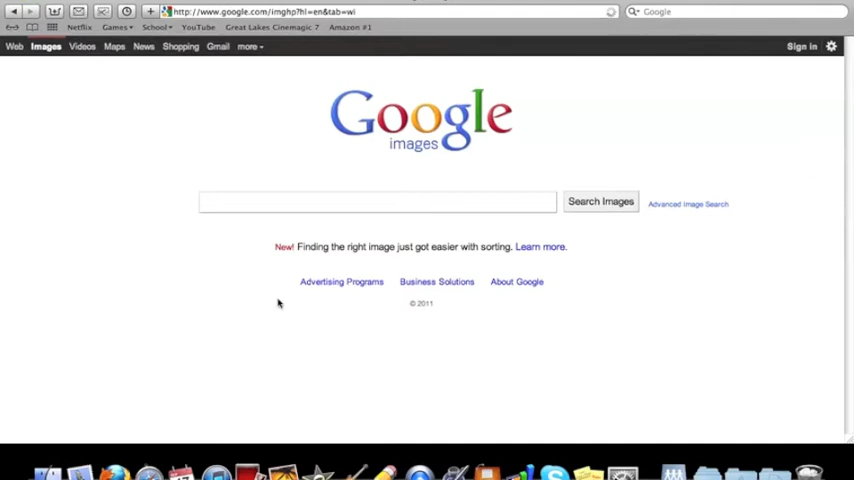 http://www.google.com/imghp?hl=en&tab=wi
Google
Netflix Games School YouTube Great Lakes Cinemagic 7 Amazon #1
Web Images Videos Maps News Shopping Gmail more Sign in
Google
images
Search Images Advanced Image Search
New! Finding the right image just got easier with sorting. Learn more.
Advertising Programs Business Solutions About Google
© 2011